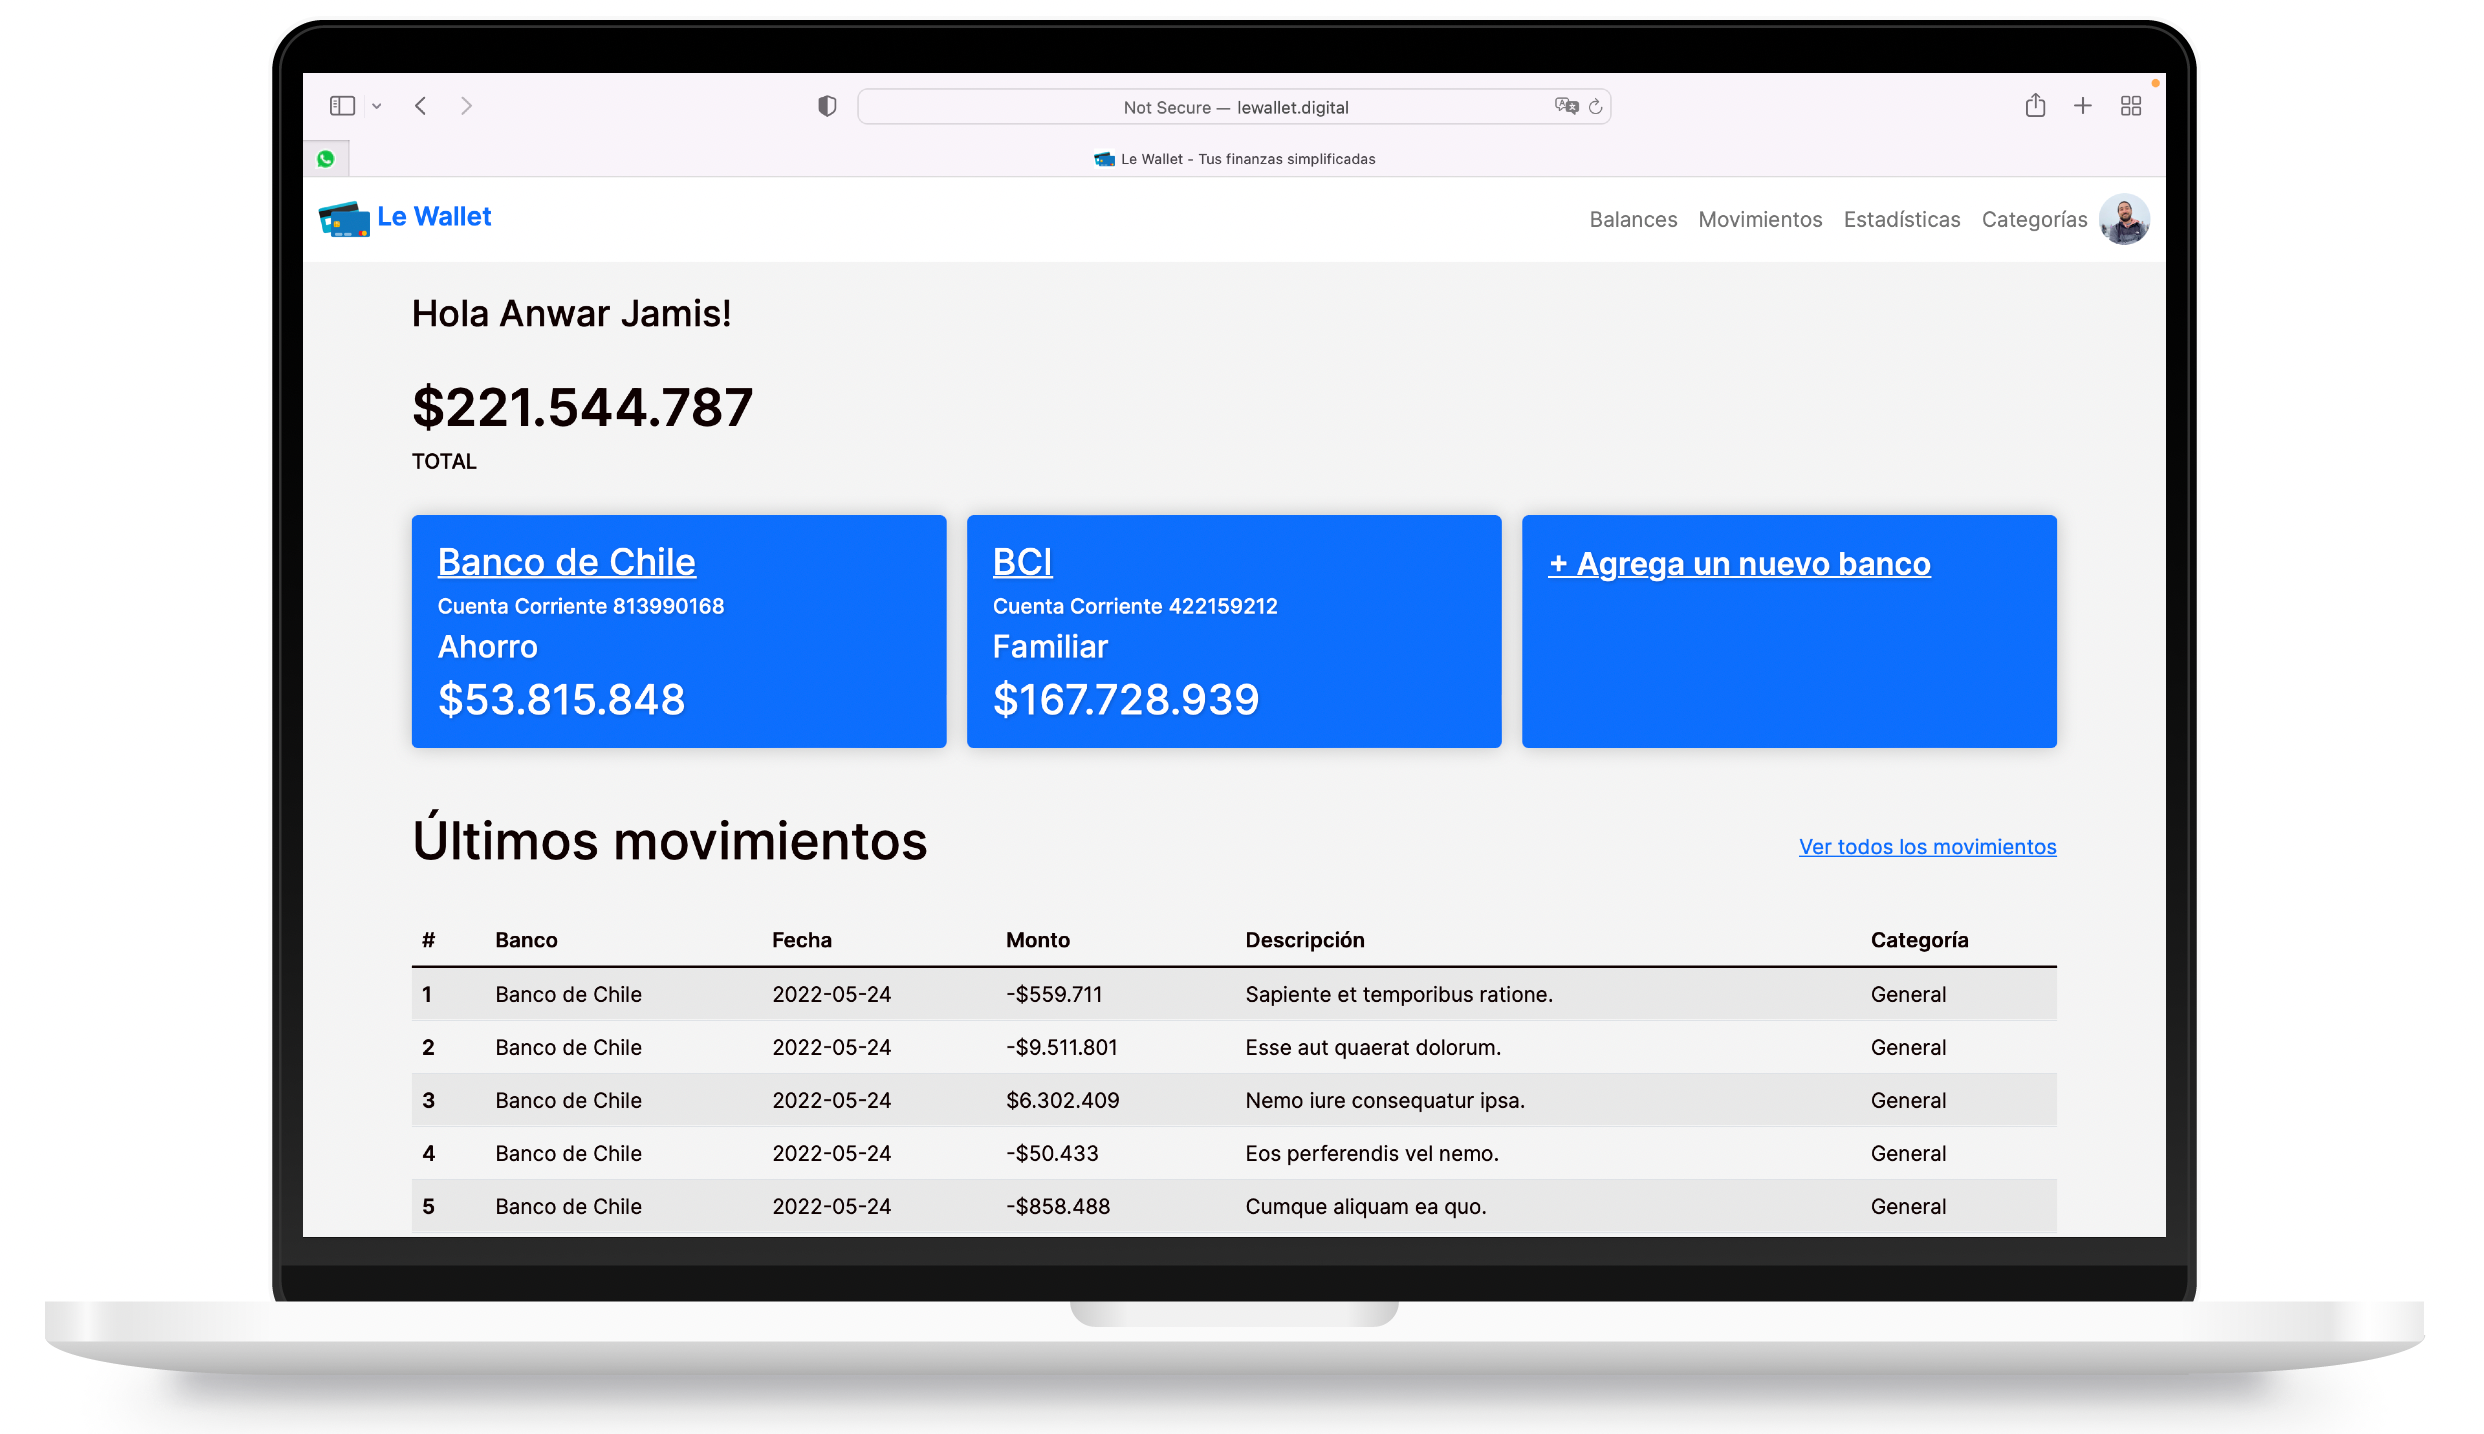 Not Secure — lewallet.digital
Le Wallet - Tus finanzas simplificadas
Le Wallet
Balances Movimientos Estadísticas Categorías
Hola Anwar Jamis!
$221.544.787
TOTAL
Banco de Chile
Cuenta Corriente 813990168
Ahorro
$53.815.848
BCI
Cuenta Corriente 422159212
Familiar
$167.728.939
+ Agrega un nuevo banco
Últimos movimientos
Ver todos los movimientos
# Banco Fecha Monto Descripción Categoría
1 Banco de Chile 2022-05-24 -$559.711 Sapiente et temporibus ratione. General
2 Banco de Chile 2022-05-24 -$9.511.801 Esse aut quaerat dolorum. General
3 Banco de Chile 2022-05-24 $6.302.409 Nemo iure consequatur ipsa. General
4 Banco de Chile 2022-05-24 -$50.433 Eos perferendis vel nemo. General
5 Banco de Chile 2022-05-24 -$858.488 Cumque aliquam ea quo. General